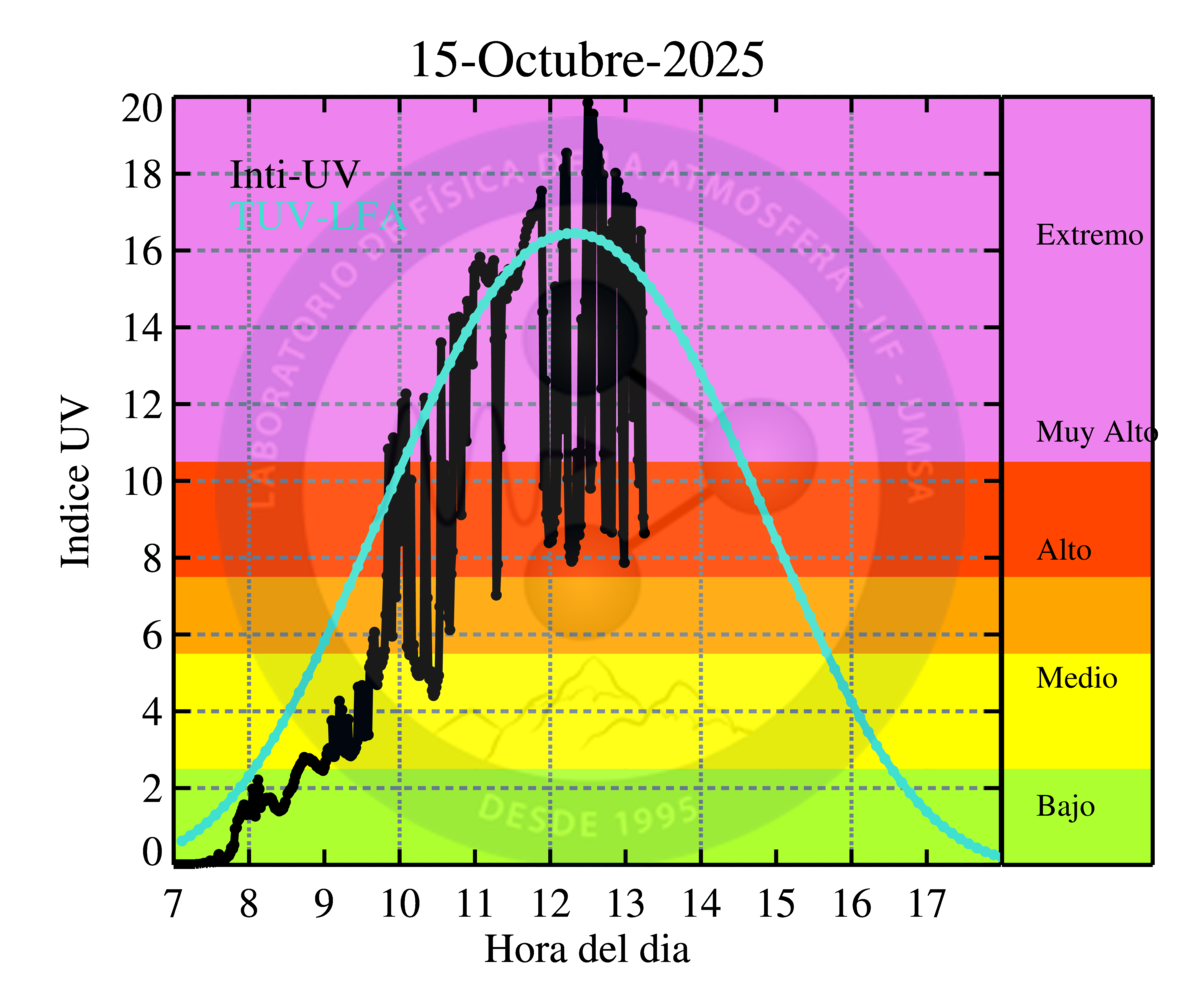 15-Octubre-2025
Inti-UV
TUV-LFA
LABORATORIO DE FÍSICA DE LA ATMÓSFERA - IIF - UMSA
DESDE 1995
Indice UV
20
18
16
14
12
10
8
6
4
2
0
Extremo
Muy Alto
Alto
Medio
Bajo
7 8 9 10 11 12 13 14 15 16 17
Hora del dia